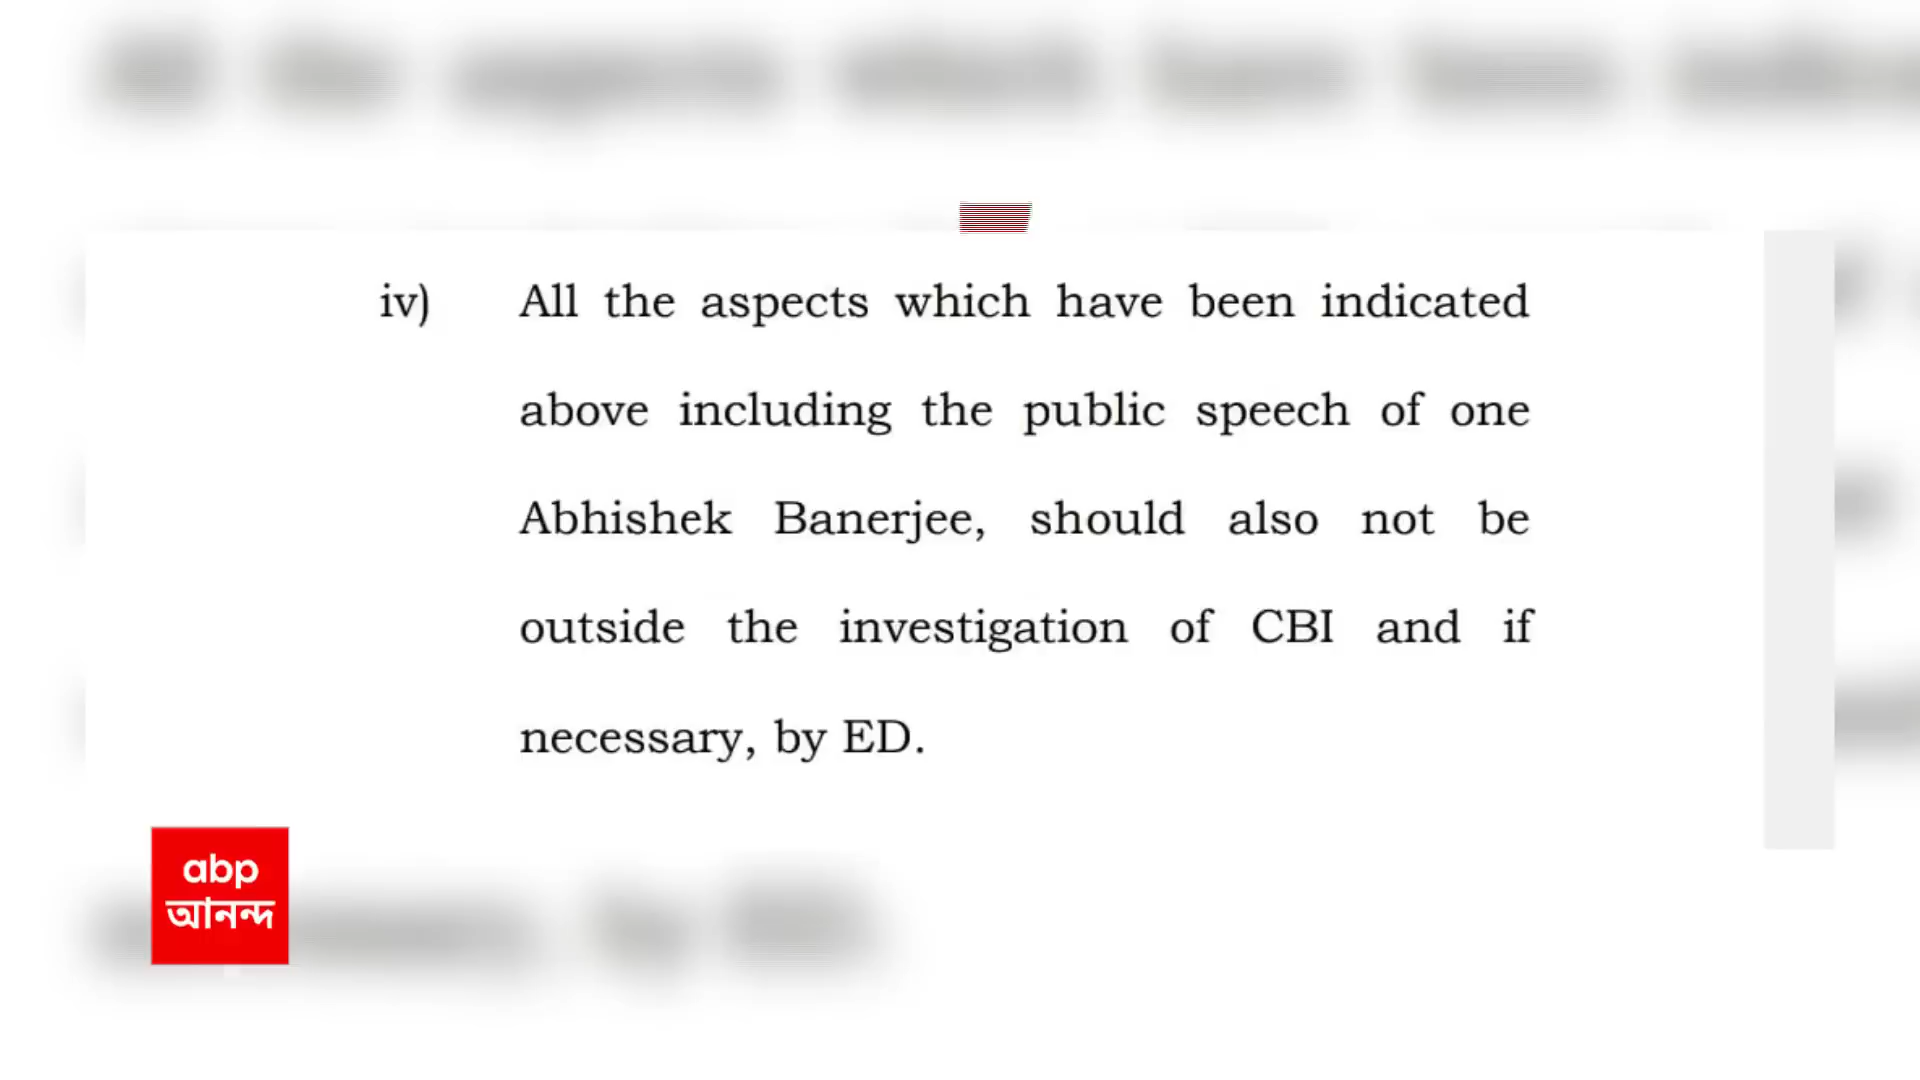 iv) All the aspects which have been indicated
above including the public speech of one
Abhishek Banerjee, should also not be
outside the investigation of CBI and if
necessary, by ED.
abp
আনন্দ